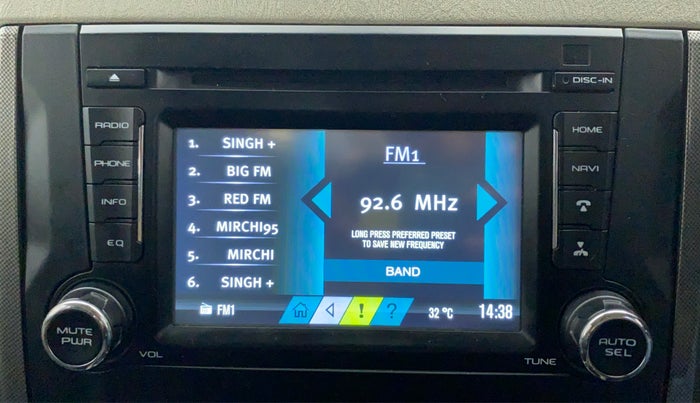 DISC-IN
RADIO
PHONE
INFO
EQ
1. SINGH +
2. BIG FM
3. RED FM
4. MIRCHI95
5. MIRCHI
6. SINGH +
FM1
92.6 MHz
LONG PRESS PREFERRED PRESET
TO SAVE NEW FREQUENCY
BAND
FM1
! ?
32 °C 14:38
HOME
NAVI
MUTE
PWR
VOL
TUNE
AUTO
SEL